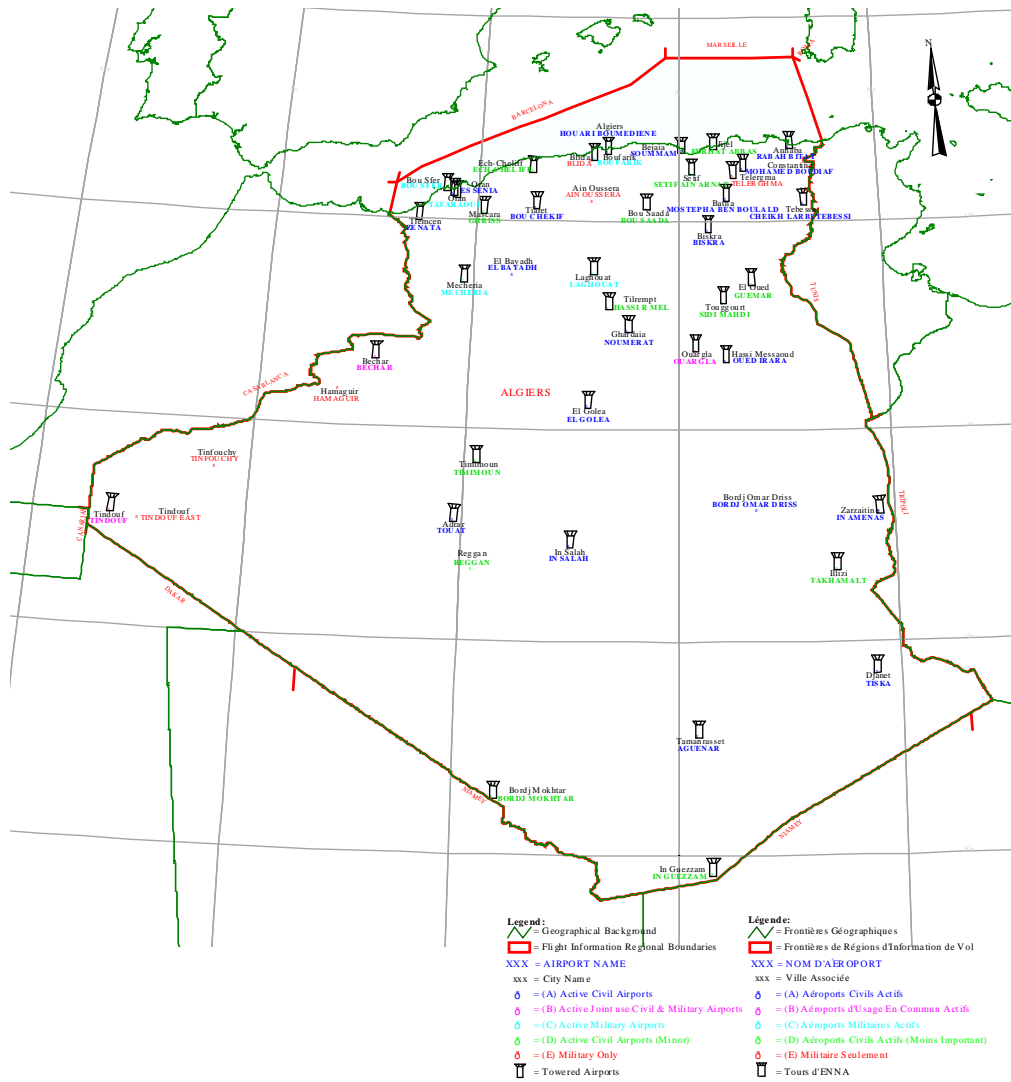 MARSEILLE
N
BARCELONA
Algiers
HOUARI BOUMEDIENE
Blida
BLIDA
Boufarik
BOUFARIK
Bejaia
SOUMMAM
Jijel
FERHAT ABBAS
Annaba
RABAH BITAT
Constantine
MOHAMED BOUDIAF
Ech-Cheliff
ECH CHELIFF
Setif
SETIF AIN ARNAT
Telergma
TELERGHMA
Bou Sfer
BOU SFER
Oran
ES SENIA
Oran
TAFARAOUI
Mascara
GHRISS
Tiaret
BOU CHEKIF
Ain Oussera
AIN OUSSERA
Bou Saada
BOU SAADA
Batna
MOSTEPHA BEN BOULAID
Tebessa
CHEIKH LARBI TEBESSI
Tlemcen
ZENATA
Biskra
BISKRA
El Bayadh
EL BAYADH
Mecheria
MECHERIA
Laghouat
LAGHOUAT
El Oued
GUEMAR
TUNIS
Tilrempt
HASSI R MEL
Touggourt
SIDI MAHDI
Ghardaia
NOUMERAT
Ouargla
OUARGLA
Hassi Messaoud
OUED IRARA
Bechar
BECHAR
CASABLANCA
Hamaguir
HAMAGUIR
ALGIERS
El Golea
EL GOLEA
Tinfouchy
TINFOUCHY
Timimoun
TIMIMOUN
Tindouf
TINDOUF
Tindouf
TINDOUF EAST
CANARIAS
Adrar
TOUAT
Bordj Omar Driss
BORDJ OMAR DRISS
Zarzaitine
IN AMENAS
TRIPOLI
Reggan
REGGAN
In Salah
IN SALAH
Illizi
TAKHAMALT
DAKAR
Djanet
TISKA
Tamanrasset
AGUENAR
Bordj Mokhtar
BORDJ MOKHTAR
NIAMEY
NIAMEY
In Guezzam
IN GUEZZAM
Legend:
= Geographical Background
= Flight Information Regional Boundaries
XXX = AIRPORT NAME
xxx = City Name
= (A) Active Civil Airports
= (B) Active Joint use Civil & Military Airports
= (C) Active Military Airports
= (D) Active Civil Airports (Minor)
= (E) Military Only
= Towered Airports
Légende:
= Frontières Géographiques
= Frontières de Régions d'Information de Vol
XXX = NOM D'AÉROPORT
xxx = Ville Associée
= (A) Aéroports Civils Actifs
= (B) Aéroports d'Usage En Commun Actifs
= (C) Aéroports Militaires Actifs
= (D) Aéroports Civils Actifs (Moins Important)
= (E) Militaire Seulement
= Tours d'ENNA